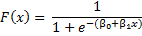 F(x) = 1 / (1 + e^−(β₀+β₁x))